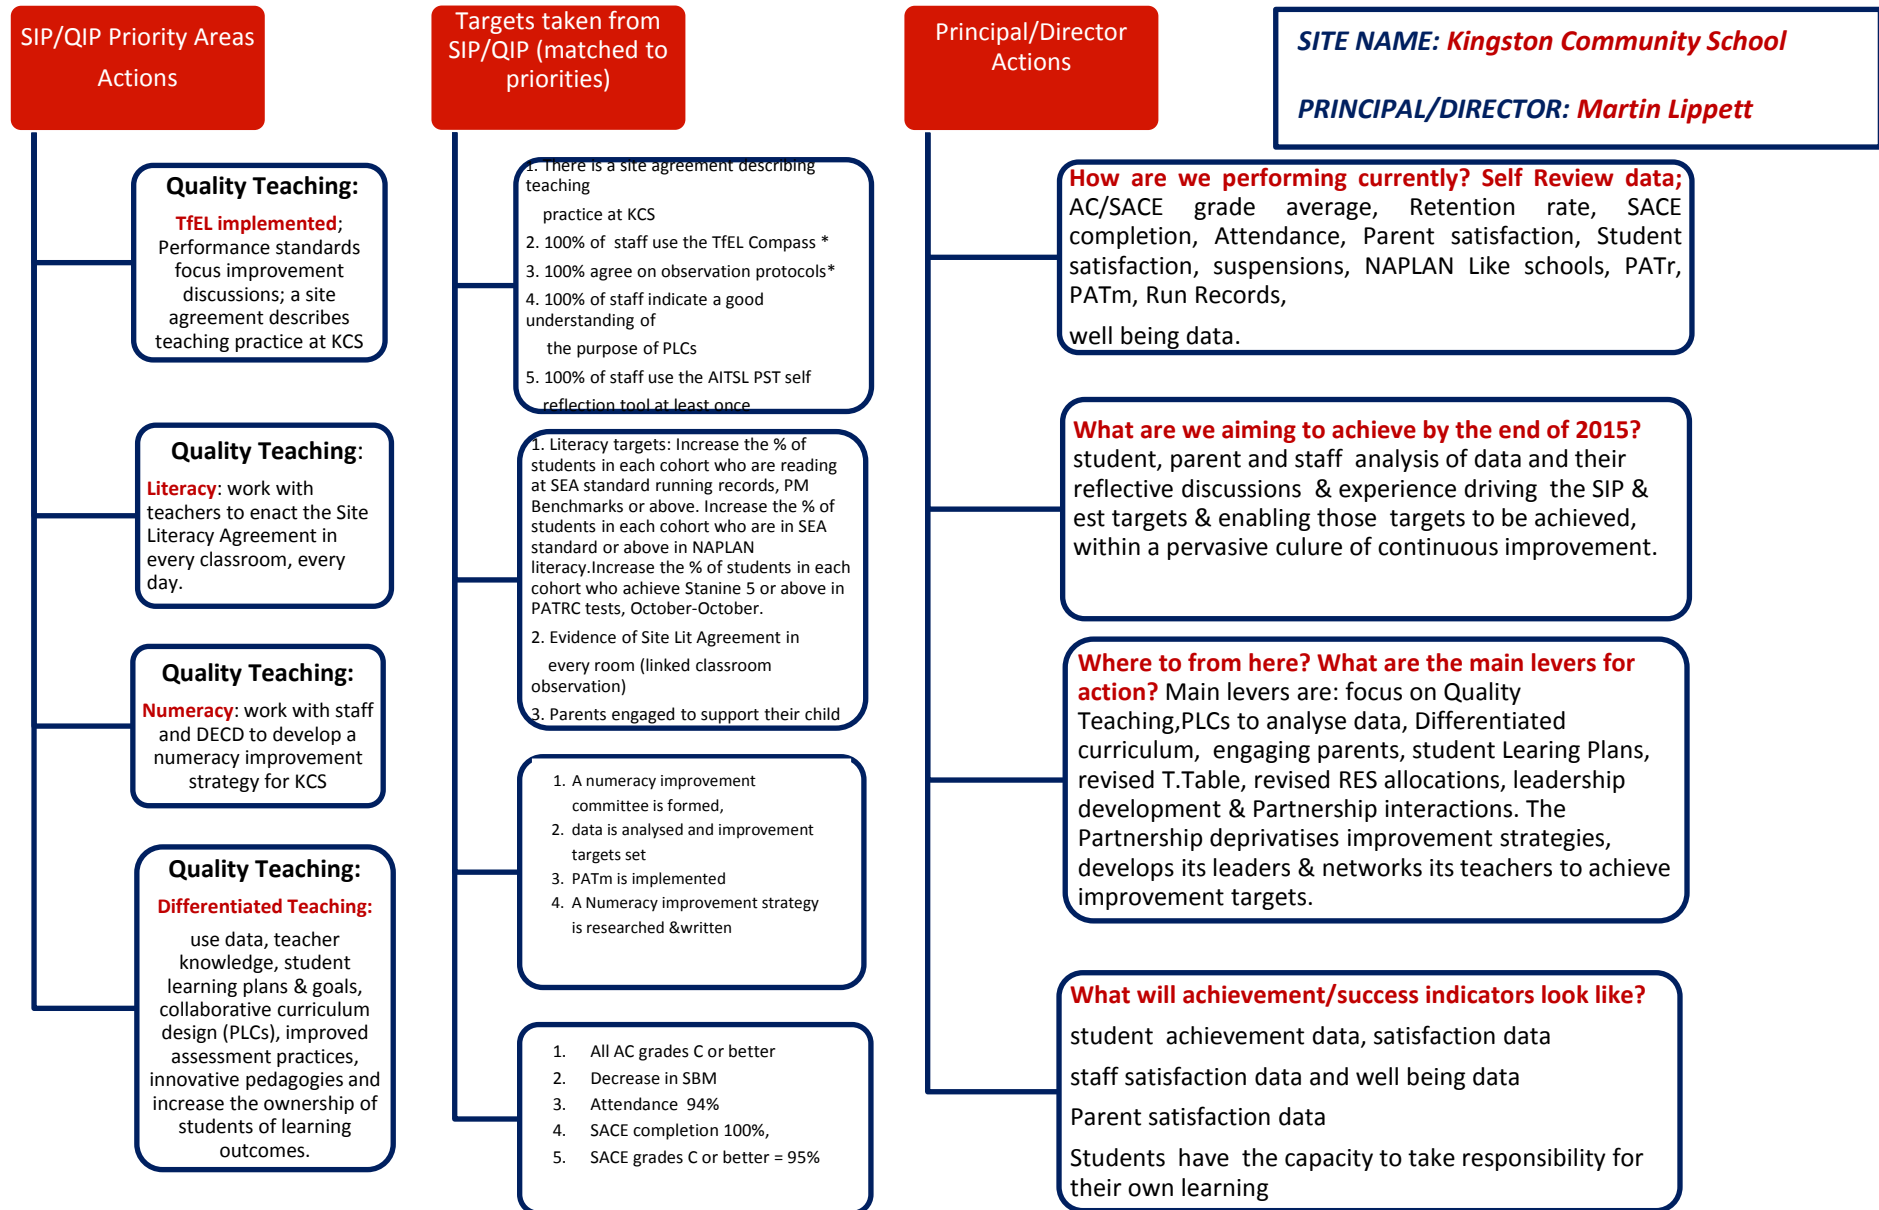 SIP/QIP Priority Areas
Actions
Quality Teaching:
TfEL implemented;
Performance standards
focus improvement
discussions; a site
agreement describes
teaching practice at KCS
Quality Teaching:
Literacy: work with
teachers to enact the Site
Literacy Agreement in
every classroom, every
day.
Quality Teaching:
Numeracy: work with staff
and DECD to develop a
numeracy improvement
strategy for KCS
Quality Teaching:
Differentiated Teaching:
use data, teacher
knowledge, student
learning plans & goals,
collaborative curriculum
design (PLCs), improved
assessment practices,
innovative pedagogies and
increase the ownership of
students of learning
outcomes.
Targets taken from
SIP/QIP (matched to
priorities)
1. There is a site agreement describing
teaching
practice at KCS
2. 100% of  staff use the TfEL Compass *
3. 100% agree on observation protocols*
4. 100% of staff indicate a good
understanding of
the purpose of PLCs
5. 100% of staff use the AITSL PST self
reflection tool at least once
1. Literacy targets: Increase the % of
students in each cohort who are reading
at SEA standard running records, PM
Benchmarks or above. Increase the % of
students in each cohort who are in SEA
standard or above in NAPLAN
literacy.Increase the % of students in each
cohort who achieve Stanine 5 or above in
PATRC tests, October-October.
2. Evidence of Site Lit Agreement in
every room (linked classroom
observation)
3. Parents engaged to support their child
1. A numeracy improvement
committee is formed,
2. data is analysed and improvement
targets set
3. PATm is implemented
4. A Numeracy improvement strategy
is researched &written
1. All AC grades C or better
2. Decrease in SBM
3. Attendance  94%
4. SACE completion 100%,
5. SACE grades C or better = 95%
Principal/Director
Actions
SITE NAME: Kingston Community School
PRINCIPAL/DIRECTOR: Martin Lippett
How are we performing currently? Self Review data;
AC/SACE grade average, Retention rate, SACE
completion, Attendance, Parent satisfaction, Student
satisfaction, suspensions, NAPLAN Like schools, PATr,
PATm, Run Records,
well being data.
What are we aiming to achieve by the end of 2015?
student, parent and staff  analysis of data and their
reflective discussions  & experience driving  the SIP &
est targets & enabling those  targets to be achieved,
within a pervasive culure of continuous improvement.
Where to from here? What are the main levers for
action? Main levers are: focus on Quality
Teaching,PLCs to analyse data, Differentiated
curriculum,  engaging parents, student Learing Plans,
revised T.Table, revised RES allocations, leadership
development & Partnership interactions. The
Partnership deprivatises improvement strategies,
develops its leaders & networks its teachers to achieve
improvement targets.
What will achievement/success indicators look like?
student  achievement data, satisfaction data
staff satisfaction data and well being data
Parent satisfaction data
Students  have  the capacity to take responsibility for
their own learning